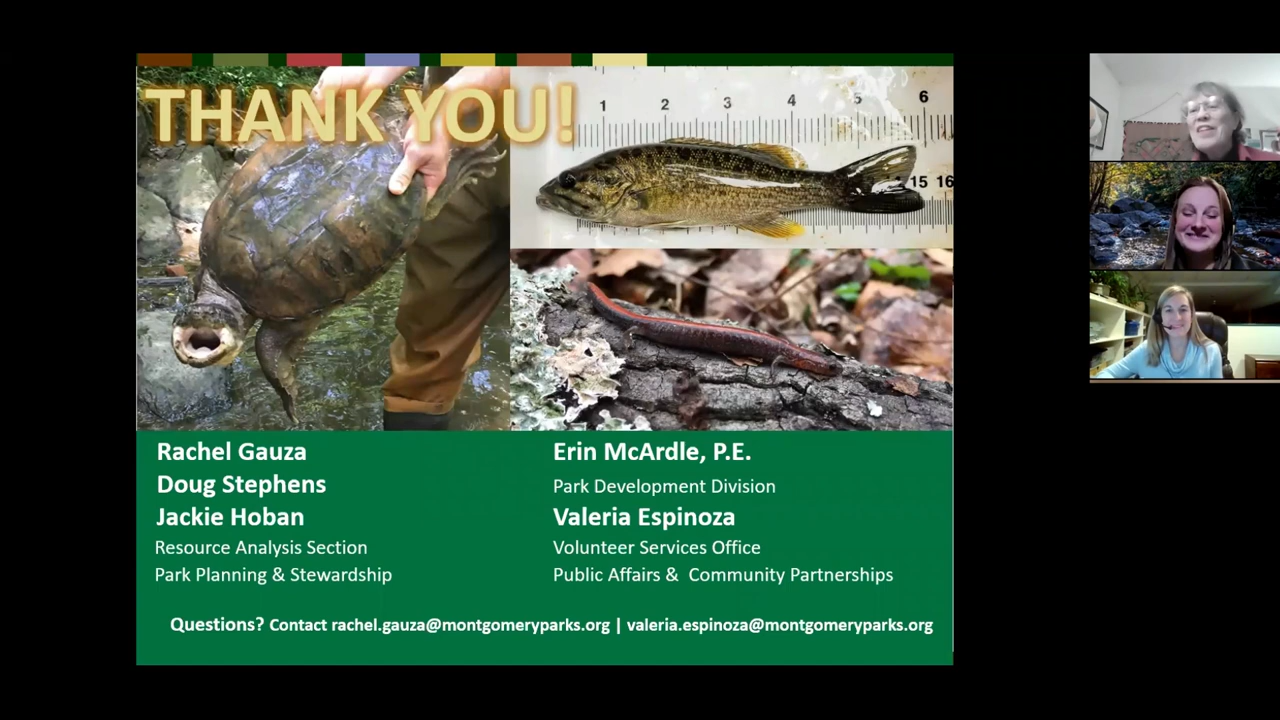 THANK YOU!
1 2 3 4 5 6
15 16
Rachel Gauza
Doug Stephens
Jackie Hoban
Resource Analysis Section
Park Planning & Stewardship
Erin McArdle, P.E.
Park Development Division
Valeria Espinoza
Volunteer Services Office
Public Affairs & Community Partnerships
Questions? Contact rachel.gauza@montgomeryparks.org | valeria.espinoza@montgomeryparks.org